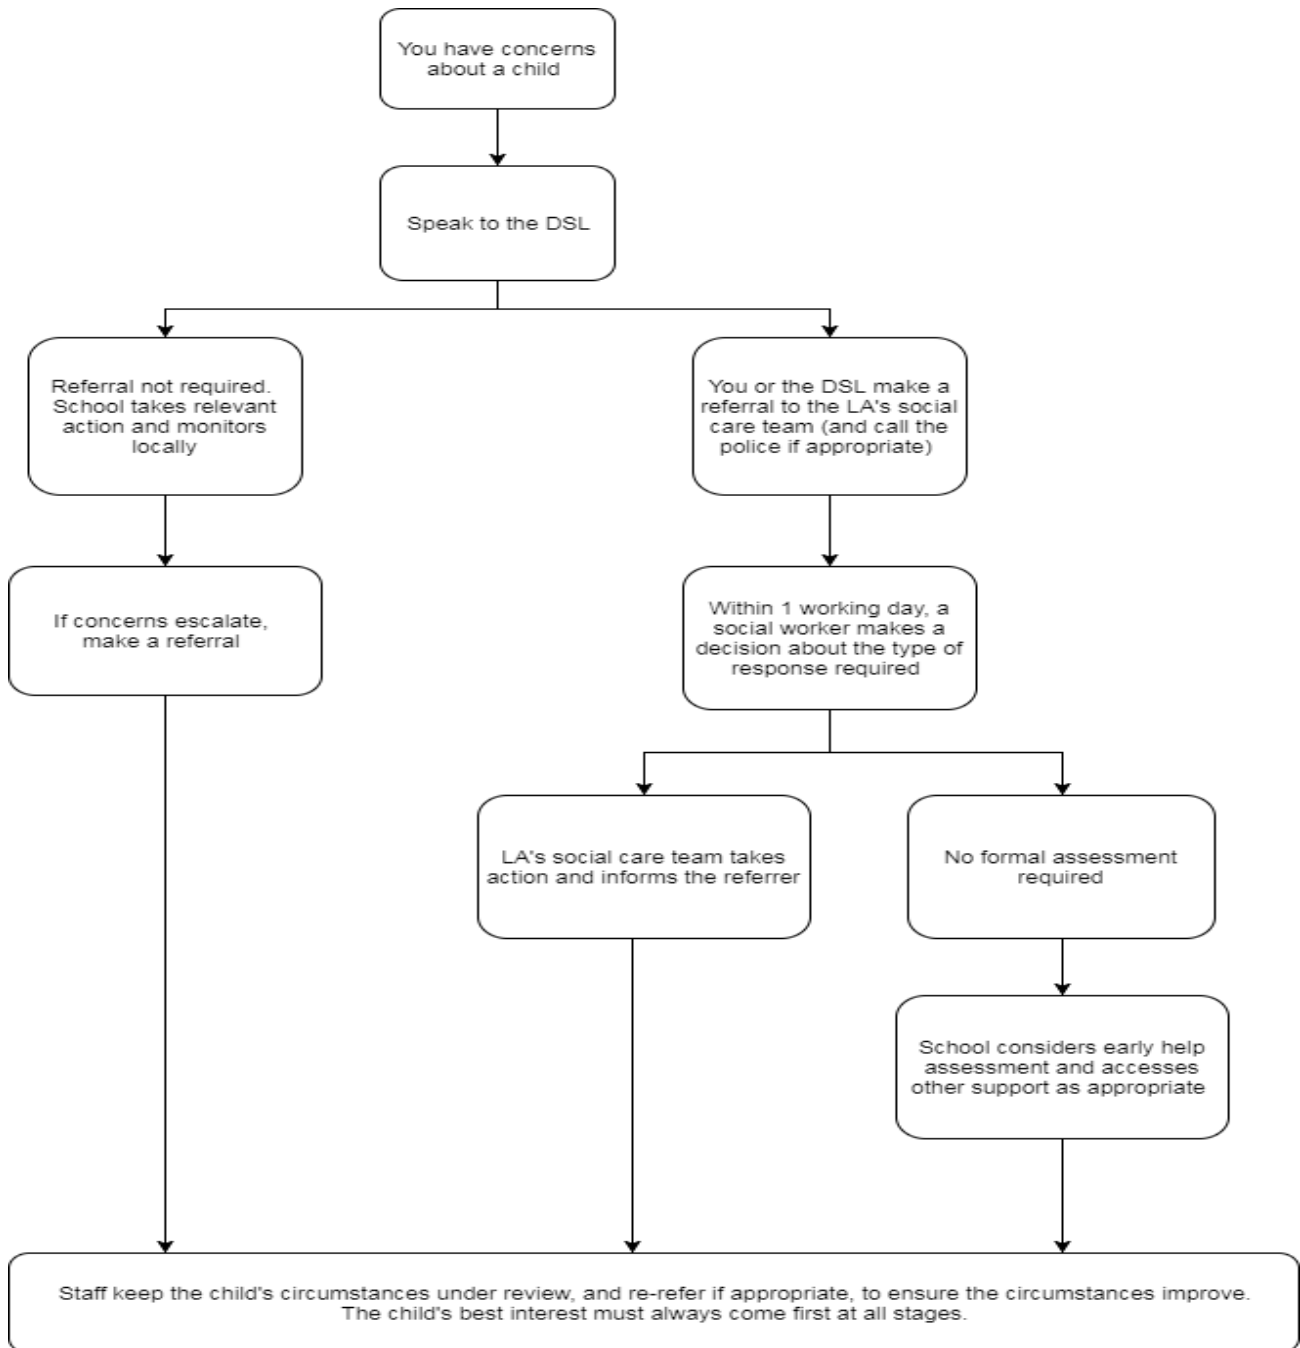 You have concerns
about a child
Speak to the DSL
Referral not required.
School takes relevant
action and monitors
locally
You or the DSL make a
referral to the LA's social
care team (and call the
police if appropriate)
If concerns escalate,
make a referral
Within 1 working day, a
social worker makes a
decision about the type of
response required
LA's social care team takes
action and informs the referrer
No formal assessment
required
School considers early help
assessment and accesses
other support as appropriate
Staff keep the child's circumstances under review, and re-refer if appropriate, to ensure the circumstances improve.
The child's best interest must always come first at all stages.